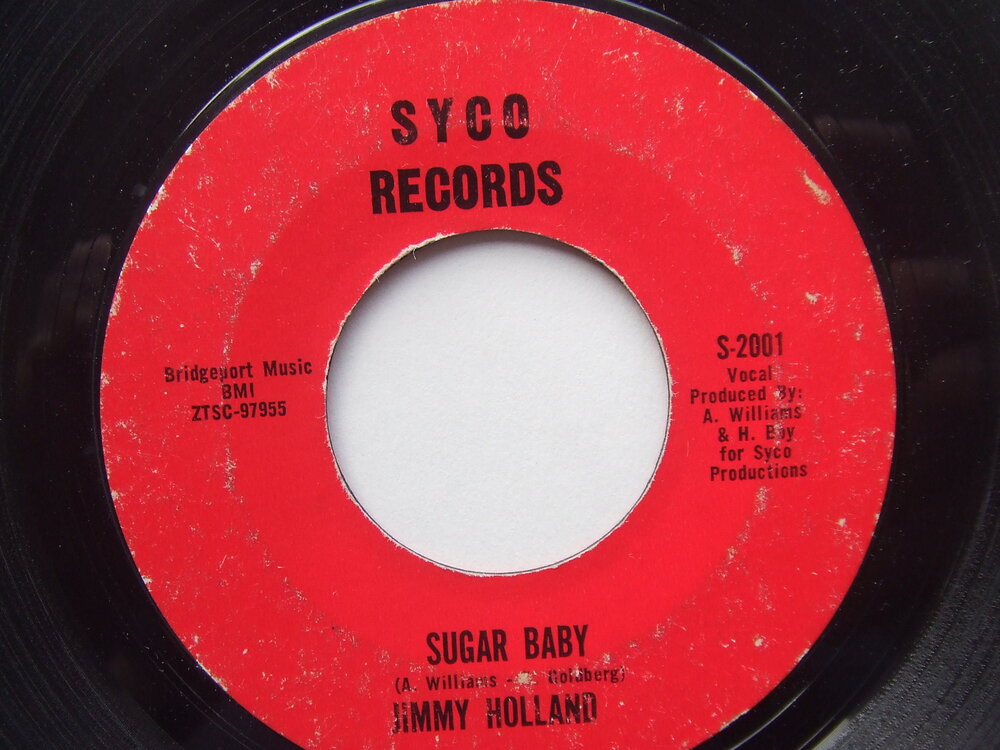 SYCO
RECORDS
Bridgeport Music
BMI
ZTSC-97955
S-2001
Vocal
Produced By:
A. Williams
& H. Boy
for Syco
Productions
SUGAR BABY
(A. Williams - Goldberg)
JIMMY HOLLAND